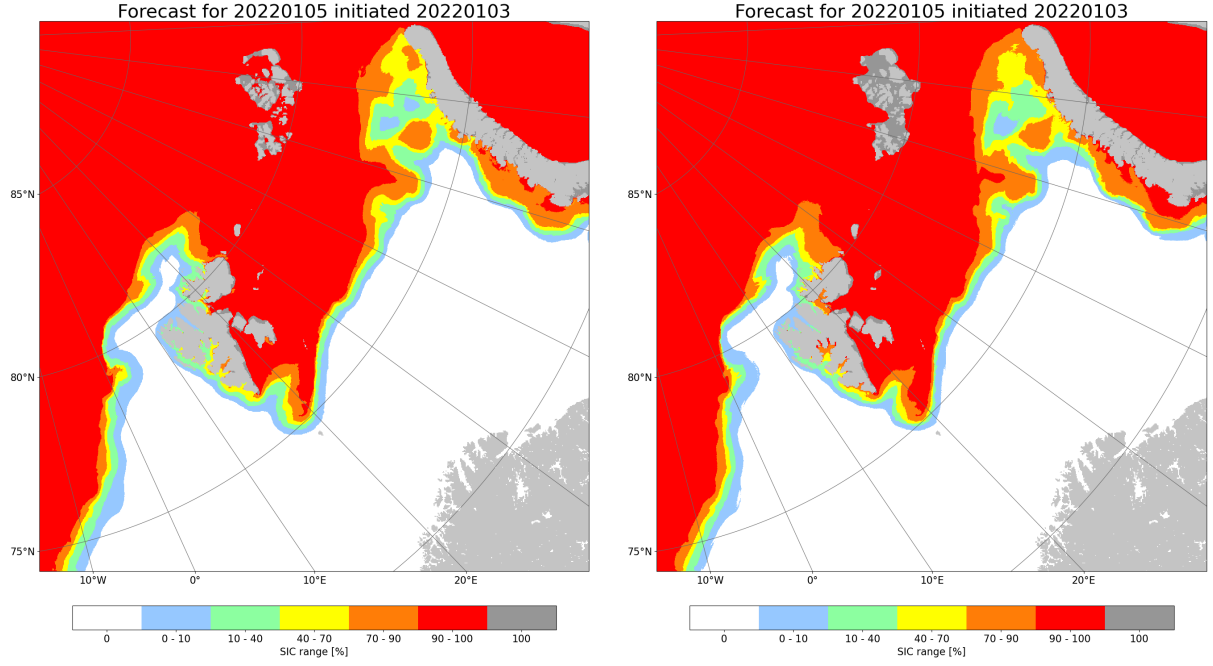 Forecast for 20220105 initiated 20220103
85°N
80°N
75°N
10°W 0° 10°E 20°E
0 0 - 10 10 - 40 40 - 70 70 - 90 90 - 100 100
SIC range [%]
Forecast for 20220105 initiated 20220103
85°N
80°N
75°N
10°W 0° 10°E 20°E
0 0 - 10 10 - 40 40 - 70 70 - 90 90 - 100 100
SIC range [%]